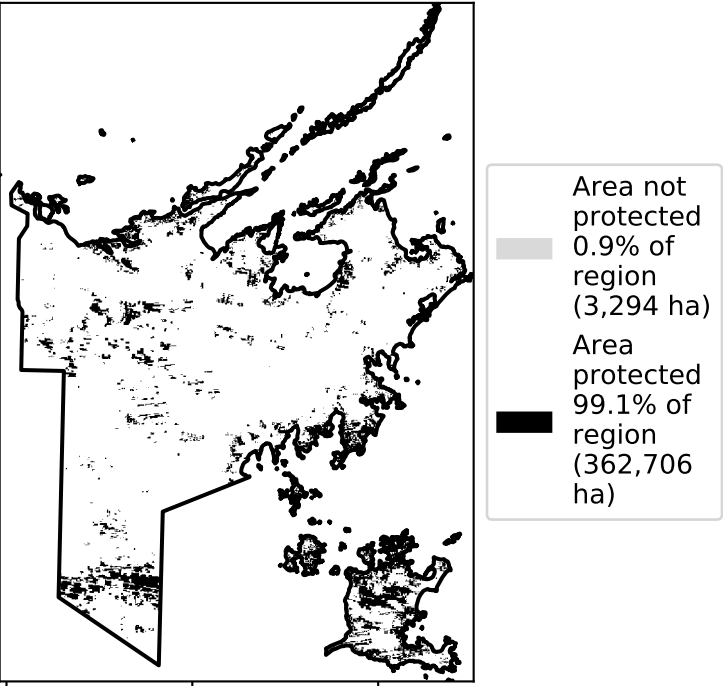 Area not
protected
0.9% of
region
(3,294 ha)
Area
protected
99.1% of
region
(362,706
ha)